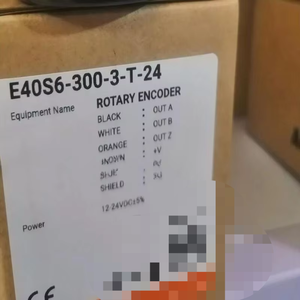 E40S6-300-3-T-24
Equipment Name ROTARY ENCODER
BLACK : OUT A
WHITE : OUT B
ORANGE : OUT Z
: +V
SHIELD :
Power 12-24VDC±5%
CE